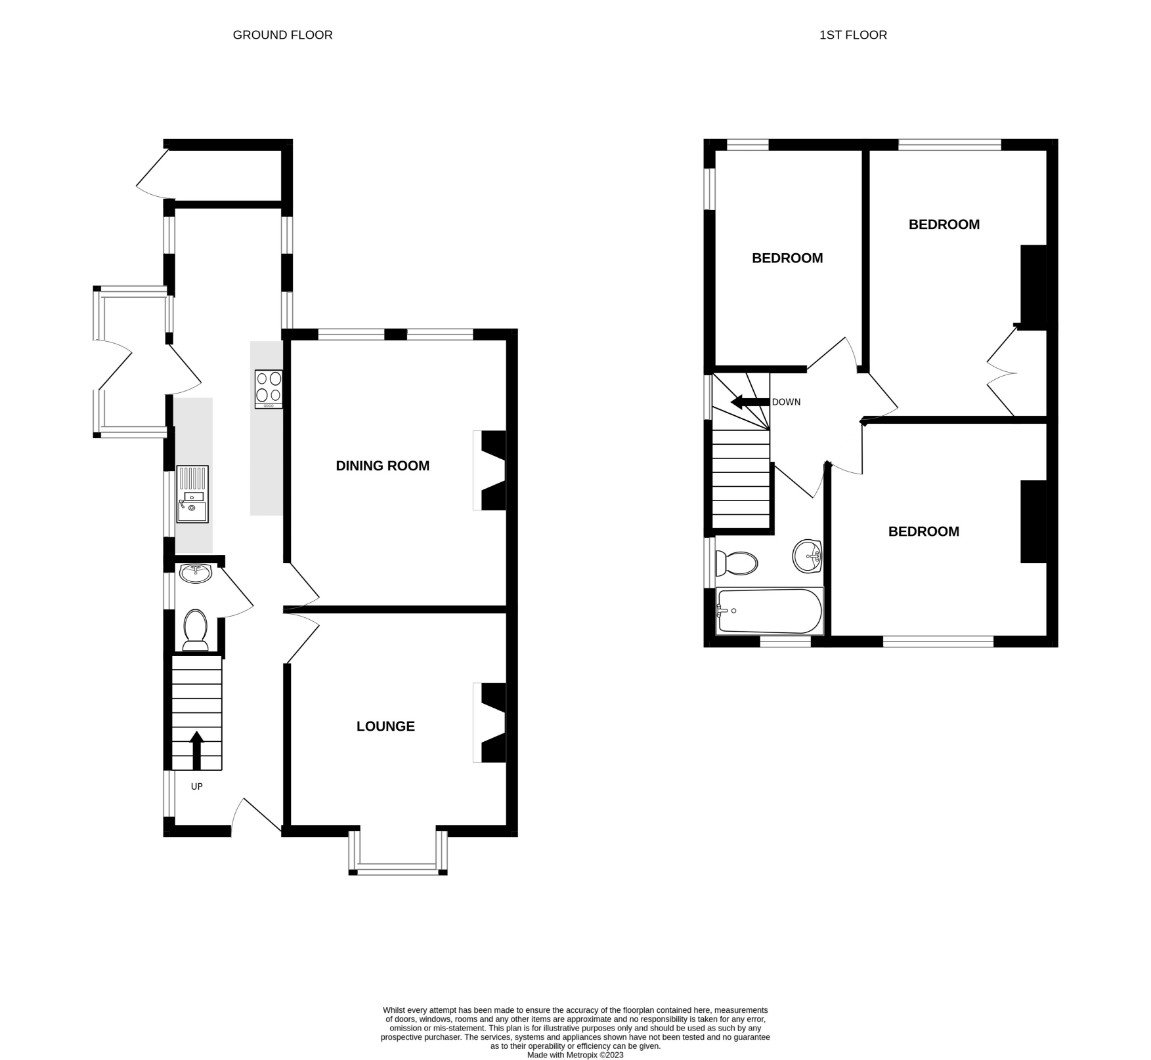 GROUND FLOOR
1ST FLOOR
BEDROOM
BEDROOM
DOWN
DINING ROOM
BEDROOM
LOUNGE
UP
Whilst every attempt has been made to ensure the accuracy of the floorplan contained here, measurements
of doors, windows, rooms and any other items are approximate and no responsibility is taken for any error,
omission or mis-statement. This plan is for illustrative purposes only and should be used as such by any
prospective purchaser. The services, systems and appliances shown have not been tested and no guarantee
as to their operability or efficiency can be given.
Made with Metropix ©2023